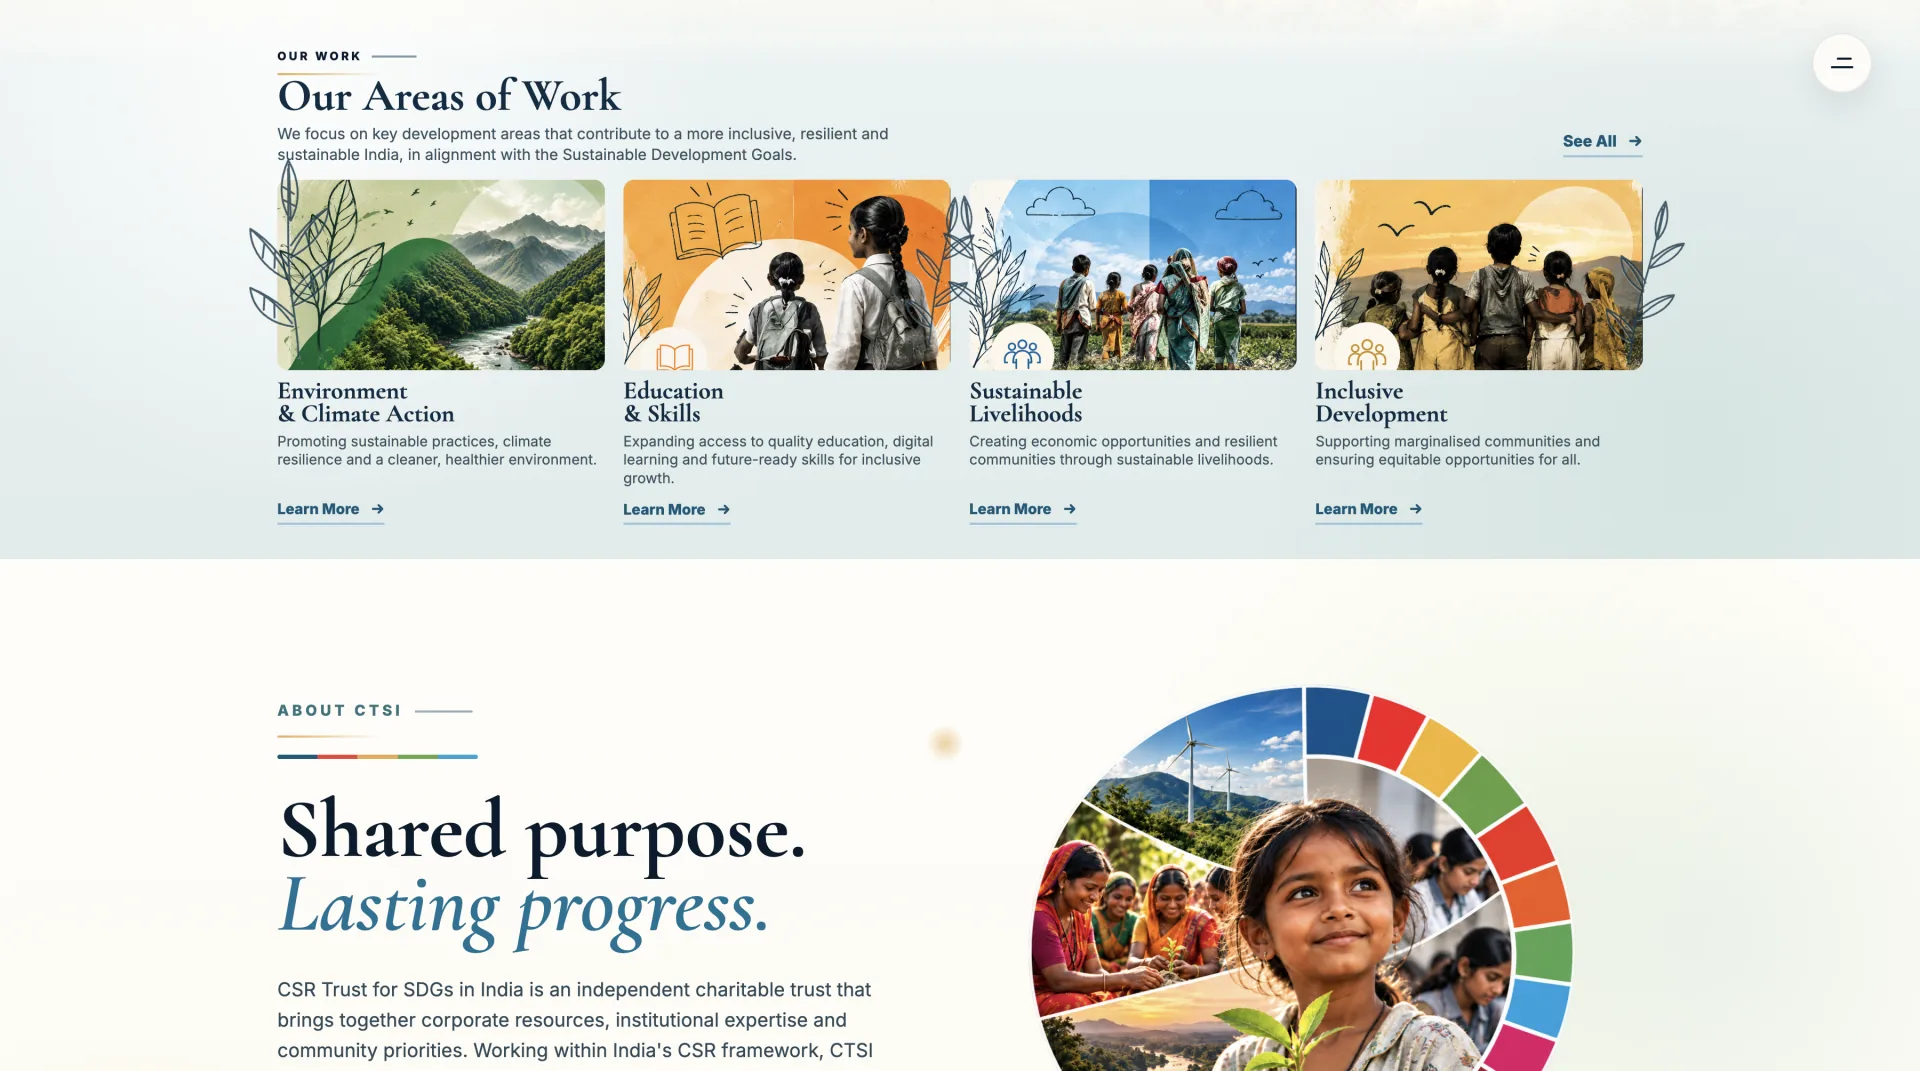 OUR WORK
Our Areas of Work
We focus on key development areas that contribute to a more inclusive, resilient and
sustainable India, in alignment with the Sustainable Development Goals.
See All
Environment
& Climate Action
Promoting sustainable practices, climate
resilience and a cleaner, healthier environment.
Learn More
Education
& Skills
Expanding access to quality education, digital
learning and future-ready skills for inclusive
growth.
Learn More
Sustainable
Livelihoods
Creating economic opportunities and resilient
communities through sustainable livelihoods.
Learn More
Inclusive
Development
Supporting marginalised communities and
ensuring equitable opportunities for all.
Learn More
ABOUT CTSI
Shared purpose.
Lasting progress.
CSR Trust for SDGs in India is an independent charitable trust that
brings together corporate resources, institutional expertise and
community priorities. Working within India's CSR framework, CTSI